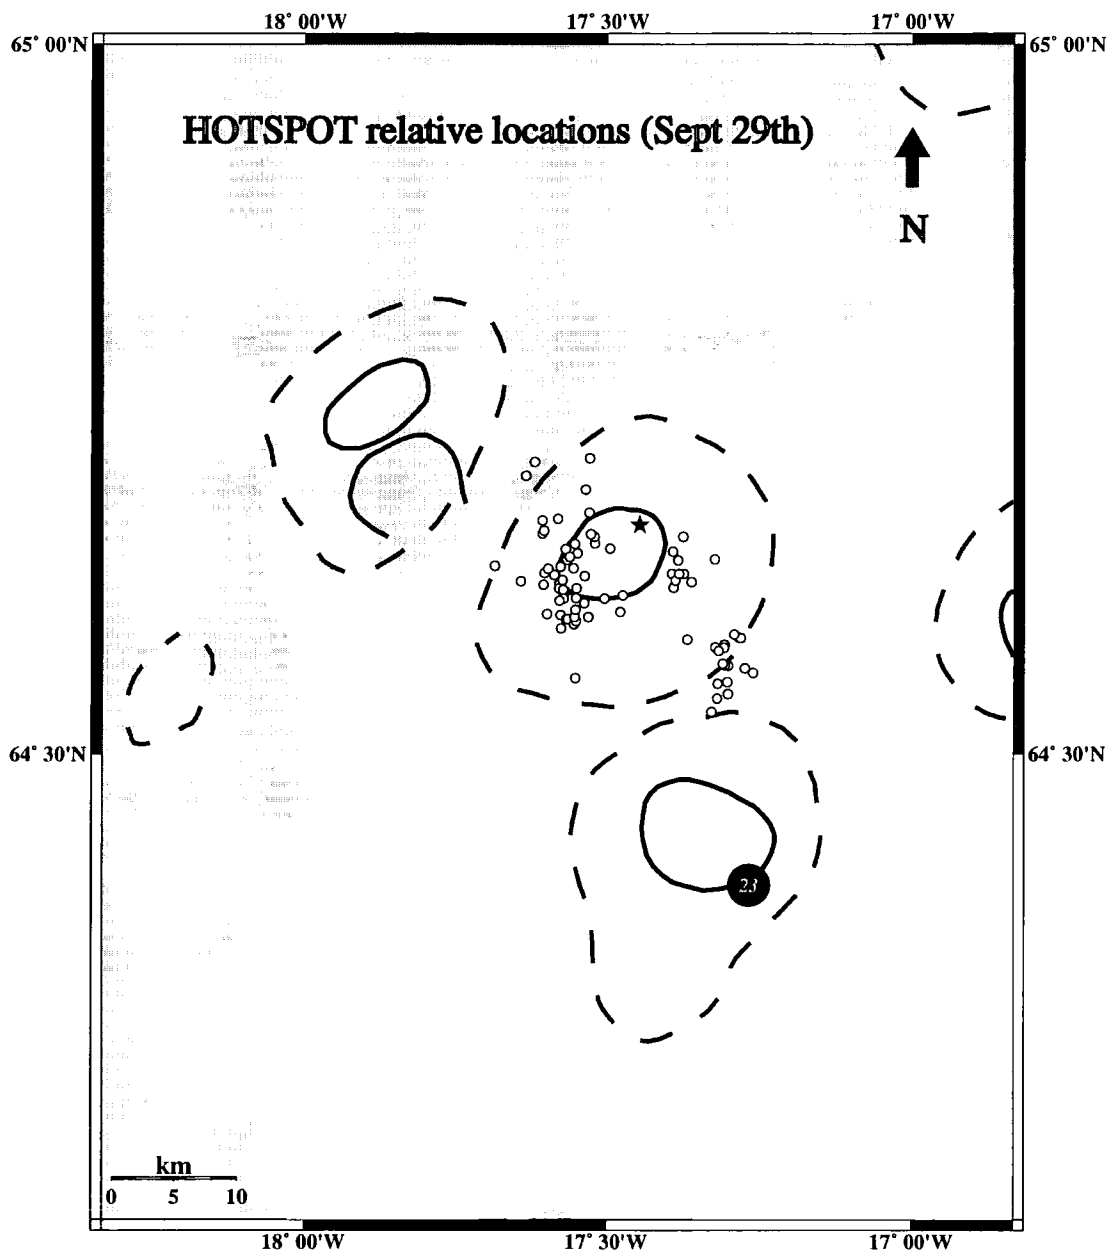 18° 00'W 17° 30'W 17° 00'W
65° 00'N 65° 00'N
HOTSPOT relative locations (Sept 29th)
N
64° 30'N 64° 30'N
23
km
0 5 10
18° 00'W 17° 30'W 17° 00'W